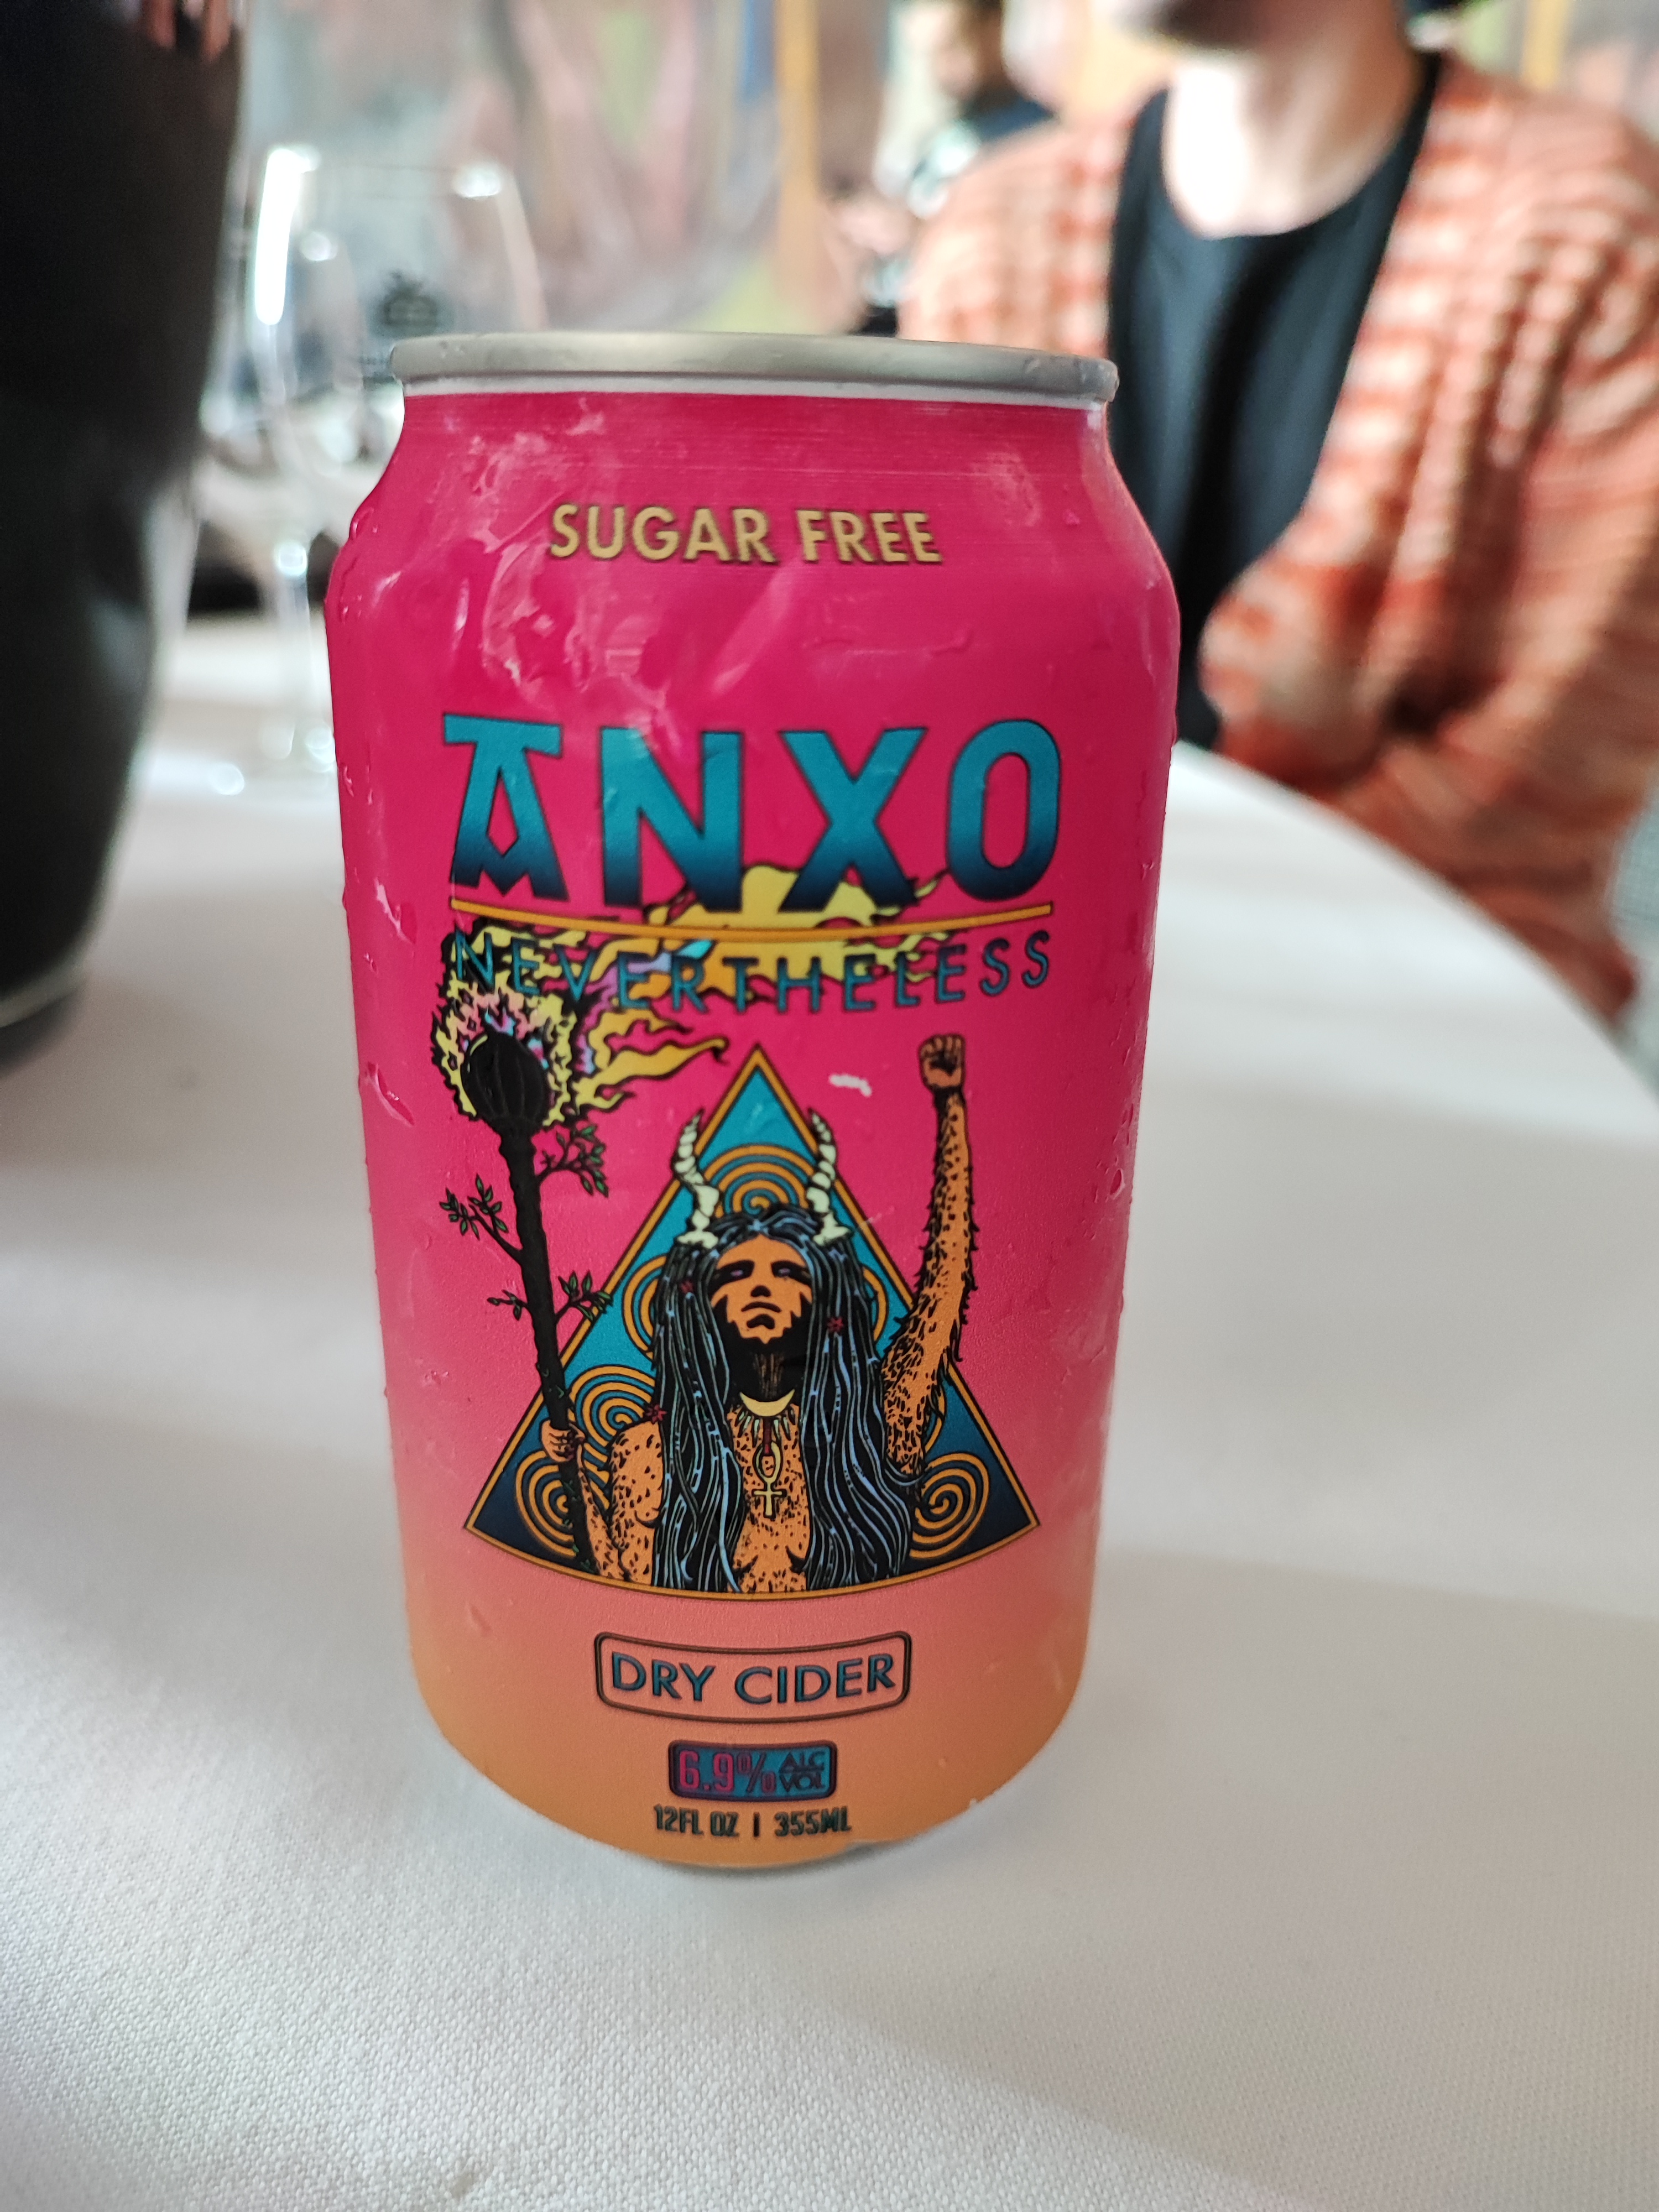 SUGAR FREE
ANXO
NEVERTHELESS
DRY CIDER
6.9% ALC
VOL
12FL OZ | 355ML